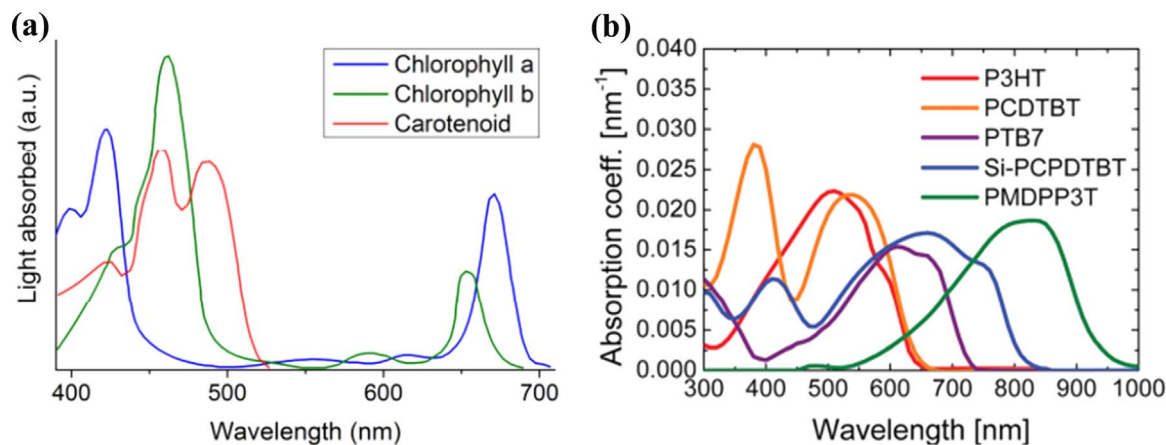 (a)
Light absorbed (a.u.)
Chlorophyll a
Chlorophyll b
Carotenoid
400
500
600
700
Wavelength (nm)
(b)
Absorption coeff. [nm⁻¹]
0.040
0.035
0.030
0.025
0.020
0.015
0.010
0.005
0.000
P3HT
PCDTBT
PTB7
Si-PCPDTBT
PMDPP3T
300 400 500 600 700 800 900 1000
Wavelength [nm]